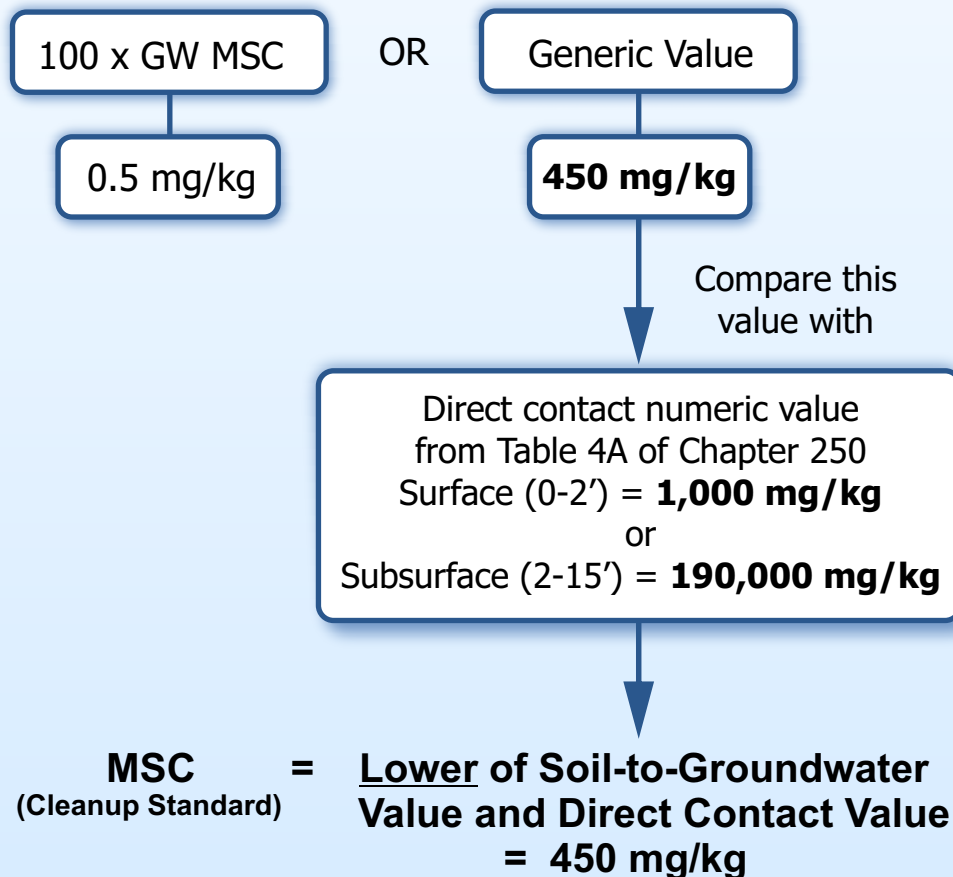 100 x GW MSC
OR
Generic Value
0.5 mg/kg
450 mg/kg
Compare this
value with
Direct contact numeric value
from Table 4A of Chapter 250
Surface (0-2’) = 1,000 mg/kg
or
Subsurface (2-15’) = 190,000 mg/kg
MSC = Lower of Soil-to-Groundwater
(Cleanup Standard) Value and Direct Contact Value
= 450 mg/kg